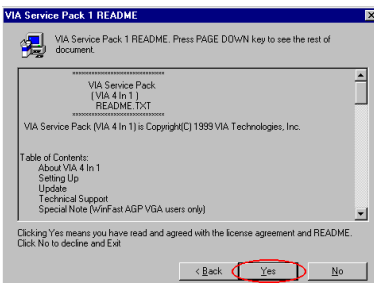 VIA Service Pack 1 README
VIA Service Pack 1 README. Press PAGE DOWN key to see the rest of
document.
==============================
VIA Service Pack
( VIA 4 In 1 )
README.TXT
==============================
VIA Service Pack (VIA 4 in 1) is Copyright(C) 1999 VIA Technologies, Inc.
Table of Contents:
About VIA 4 In 1
Setting Up
Update
Technical Support
Special Note (WinFast AGP VGA users only)
Clicking Yes means you have read and agreed with the license agreement and README.
Click No to decline and Exit
< Back
Yes
No